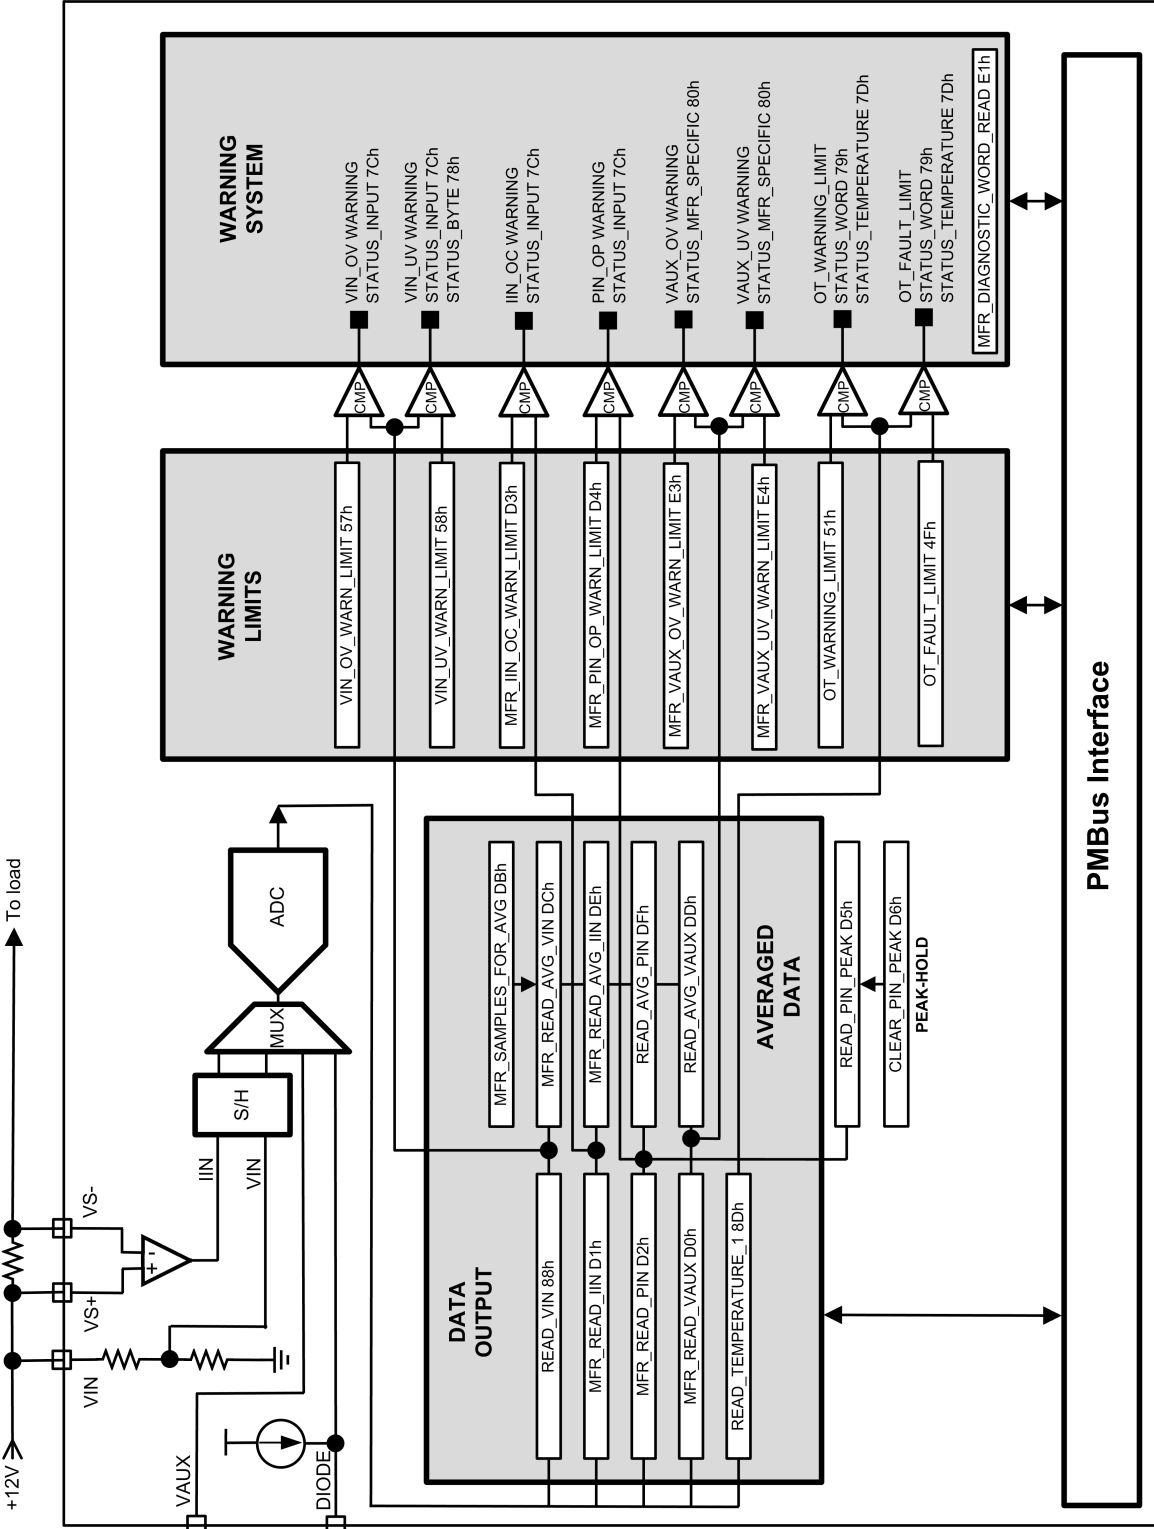 +12V
To load
VIN
VS+
VS-
VAUX
DIODE
+
-
IIN
VIN
S/H
MUX
ADC
DATA
OUTPUT
READ_VIN 88h
MFR_READ_IIN D1h
MFR_READ_PIN D2h
MFR_READ_VAUX D0h
READ_TEMPERATURE_1 8Dh
MFR_SAMPLES_FOR_AVG DBh
MFR_READ_AVG_VIN DCh
MFR_READ_AVG_IIN DEh
READ_AVG_PIN DFh
READ_AVG_VAUX DDh
AVERAGED
DATA
READ_PIN_PEAK D5h
CLEAR_PIN_PEAK D6h
PEAK-HOLD
WARNING
LIMITS
VIN_OV_WARN_LIMIT 57h
VIN_UV_WARN_LIMIT 58h
MFR_IIN_OC_WARN_LIMIT D3h
MFR_PIN_OP_WARN_LIMIT D4h
MFR_VAUX_OV_WARN_LIMIT E3h
MFR_VAUX_UV_WARN_LIMIT E4h
OT_WARNING_LIMIT 51h
OT_FAULT_LIMIT 4Fh
CMP
CMP
CMP
CMP
CMP
CMP
CMP
CMP
WARNING
SYSTEM
VIN_OV WARNING
STATUS_INPUT 7Ch
VIN_UV WARNING
STATUS_INPUT 7Ch
STATUS_BYTE 78h
IIN_OC WARNING
STATUS_INPUT 7Ch
PIN_OP WARNING
STATUS_INPUT 7Ch
VAUX_OV WARNING
STATUS_MFR_SPECIFIC 80h
VAUX_UV WARNING
STATUS_MFR_SPECIFIC 80h
OT_WARNING_LIMIT
STATUS_WORD 79h
STATUS_TEMPERATURE 7Dh
OT_FAULT_LIMIT
STATUS_WORD 79h
STATUS_TEMPERATURE 7Dh
MFR_DIAGNOSTIC_WORD_READ E1h
PMBus Interface